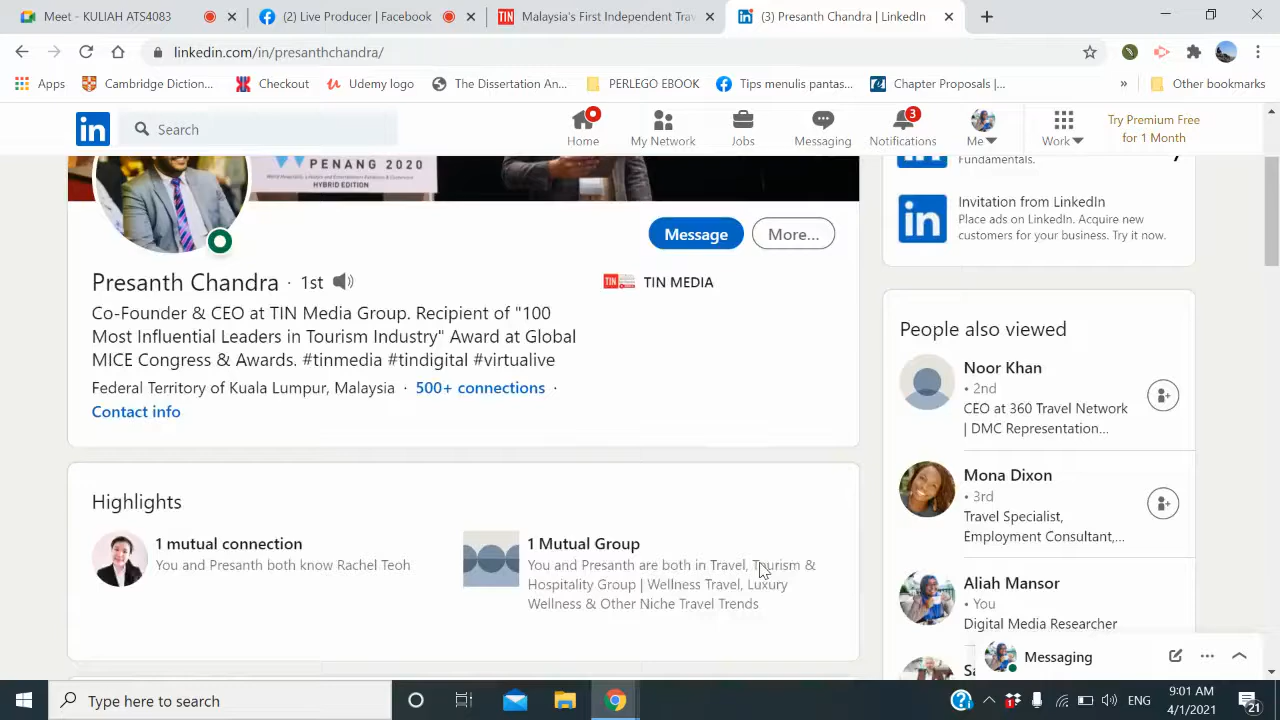 Meet - KULIAH ATS4083
(2) Live Producer | Facebook
TIN
Malaysia's First Independent Tra
(3) Presanth Chandra | LinkedIn
linkedin.com/in/presanthchandra/
Apps
Cambridge Diction...
Checkout
Udemy logo
The Dissertation An...
PERLEGO EBOOK
Tips menulis pantas...
Chapter Proposals |...
»
Other bookmarks
in
Search
Home
My Network
Jobs
Messaging
3
Notifications
Me
Work
Try Premium Free
for 1 Month
PENANG 2020
HYBRID EDITION
Message
More...
Presanth Chandra · 1st
TIN MEDIA
Co-Founder & CEO at TIN Media Group. Recipient of "100
Most Influential Leaders in Tourism Industry" Award at Global
MICE Congress & Awards. #tinmedia #tindigital #virtualive
Federal Territory of Kuala Lumpur, Malaysia · 500+ connections ·
Contact info
Highlights
1 mutual connection
You and Presanth both know Rachel Teoh
1 Mutual Group
You and Presanth are both in Travel, Tourism &
Hospitality Group | Wellness Travel, Luxury
Wellness & Other Niche Travel Trends
Fundamentals.
in
Invitation from LinkedIn
Place ads on LinkedIn. Acquire new
customers for your business. Try it now.
People also viewed
Noor Khan
• 2nd
CEO at 360 Travel Network
| DMC Representation...
Mona Dixon
• 3rd
Travel Specialist,
Employment Consultant,...
Aliah Mansor
• You
Digital Media Researcher
Messaging
Type here to search
ENG
9:01 AM
4/1/2021
21